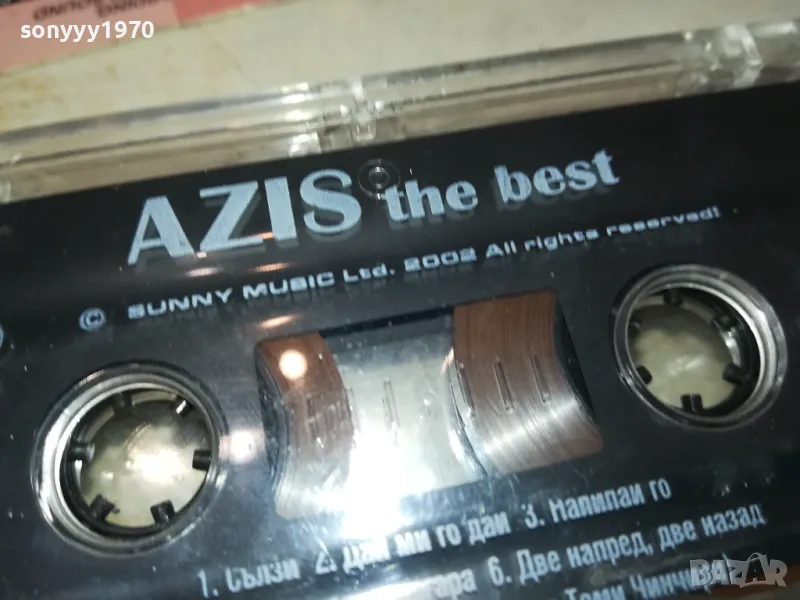 sonyyy1970
AZIS the best
© SUNNY MUSIC Ltd. 2002 All rights reserved!
1. Сълзи 2. Дай ми го дай 3. Напипай го
6. Две напред, две назад
BAZAR